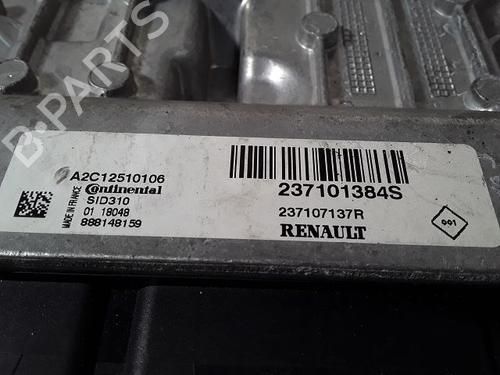 B-PARTS
A2C12510106
Continental
SID310
01 18048
888148159
MADE IN FRANCE
237101384S
237107137R
RENAULT
001